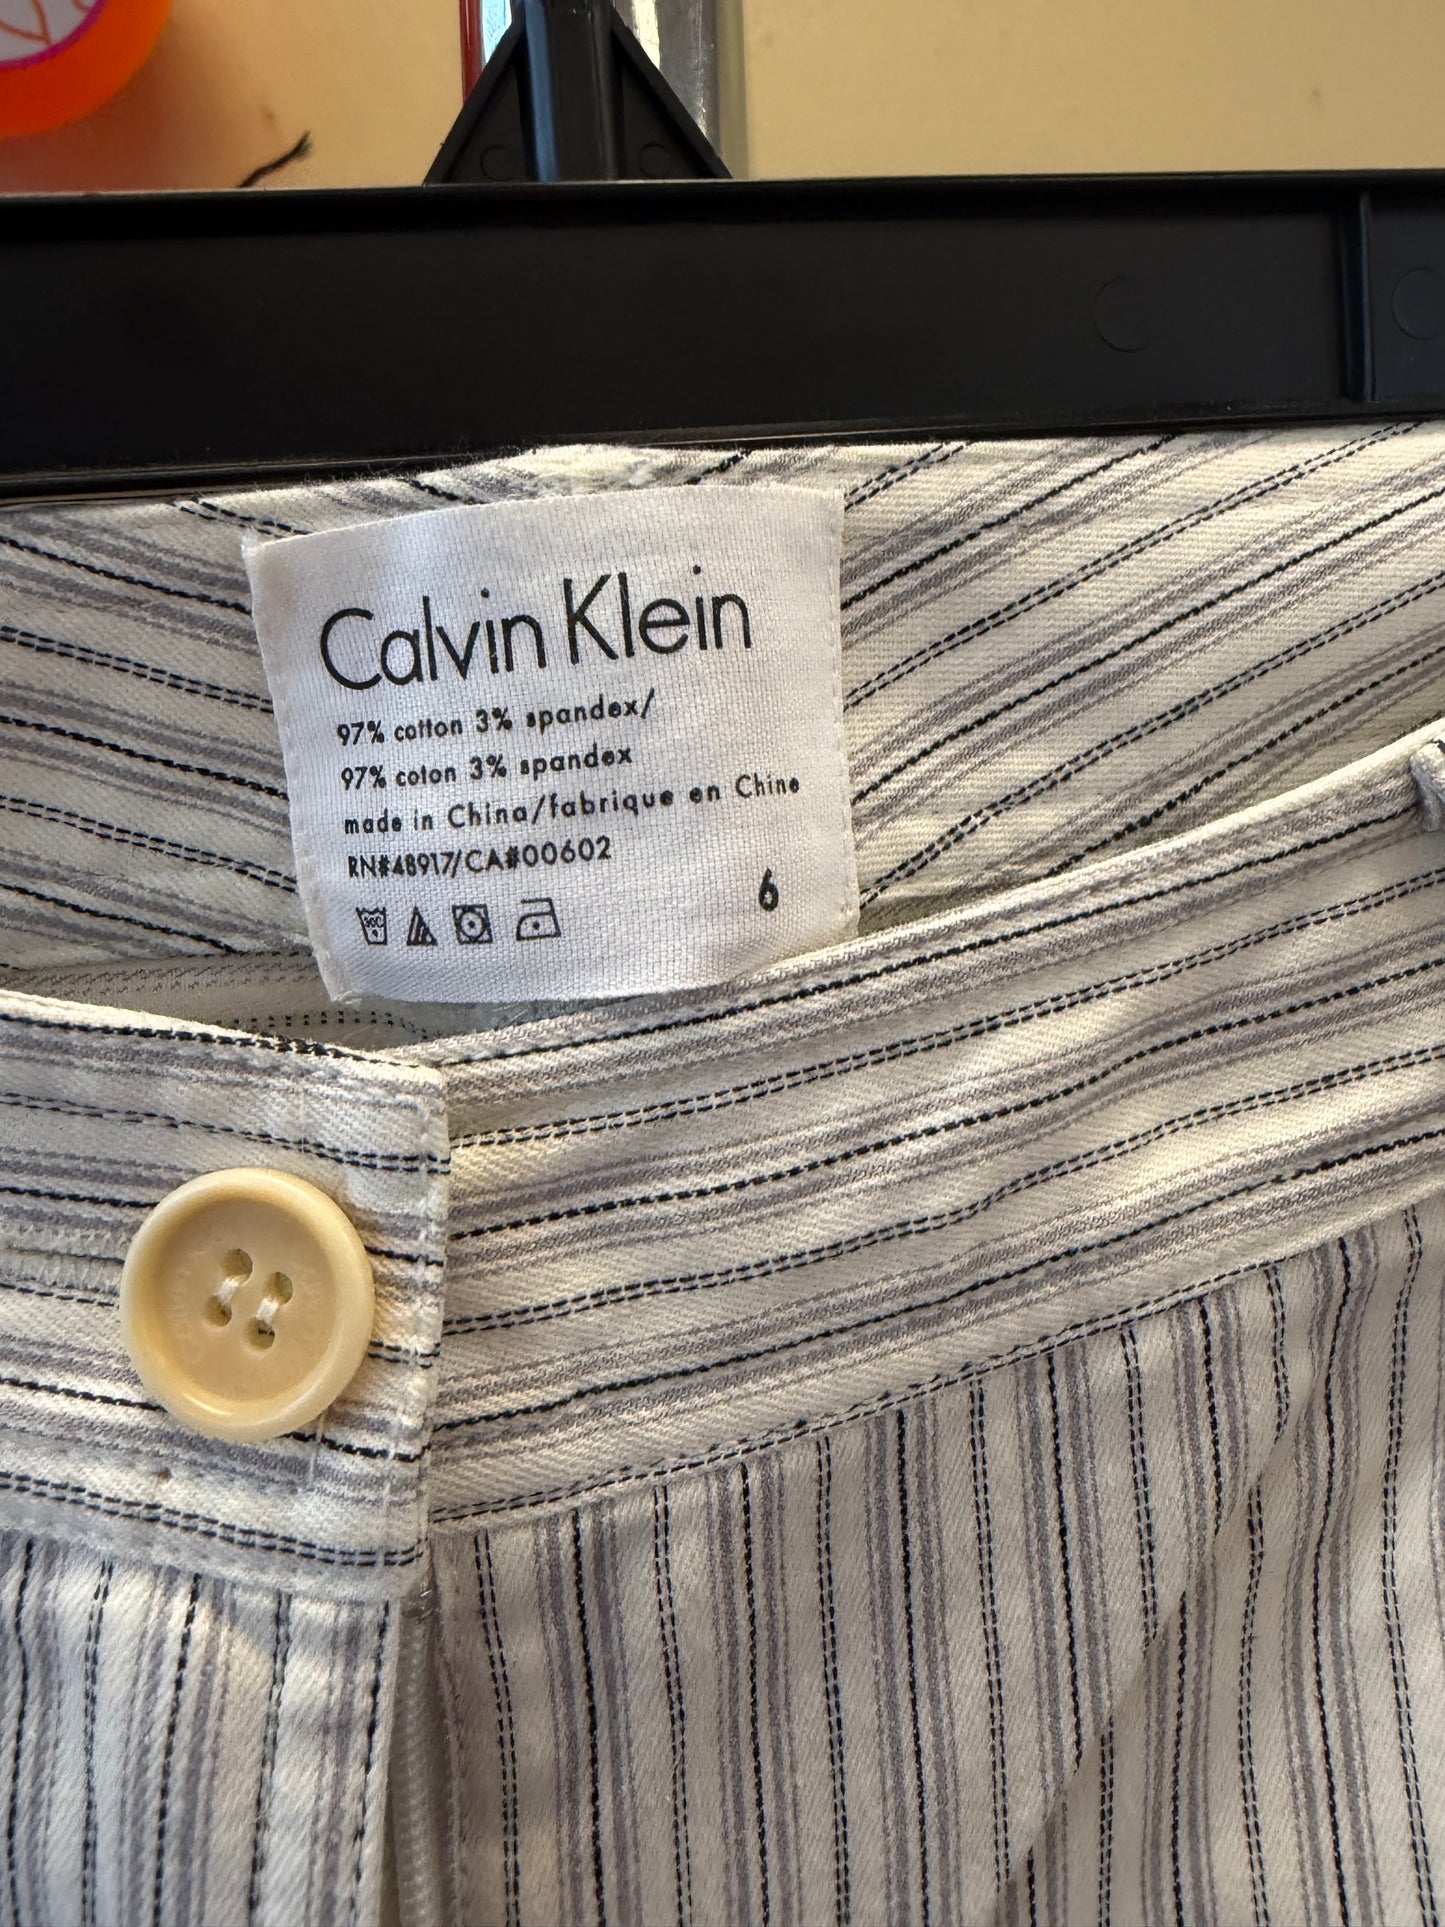 Calvin Klein
97% cotton 3% spandex/
97% coton 3% spandex
made in China/fabrique en Chine
RN#48917/CA#00602
30C
6